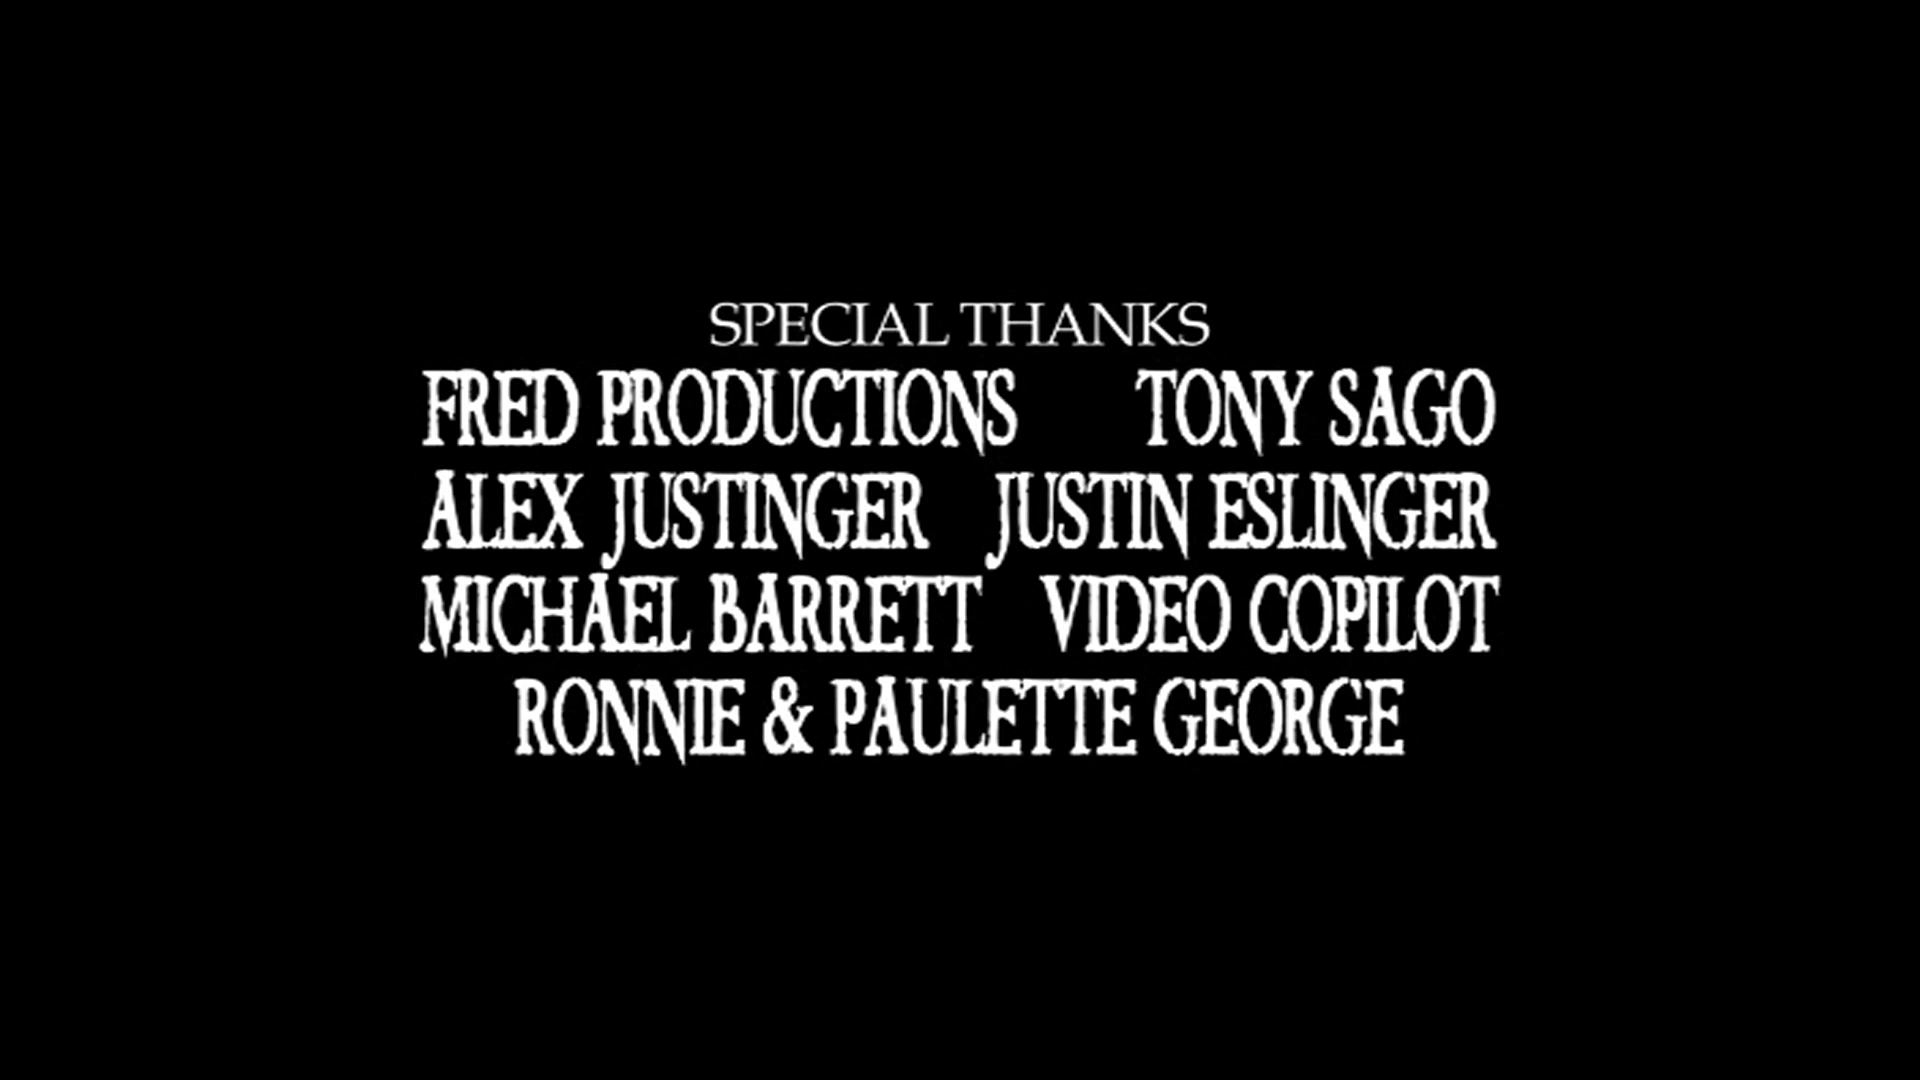 SPECIAL THANKS
FRED PRODUCTIONS TONY SAGO
ALEX JUSTINGER JUSTIN ESLINGER
MICHAEL BARRETT VIDEO COPILOT
RONNIE & PAULETTE GEORGE